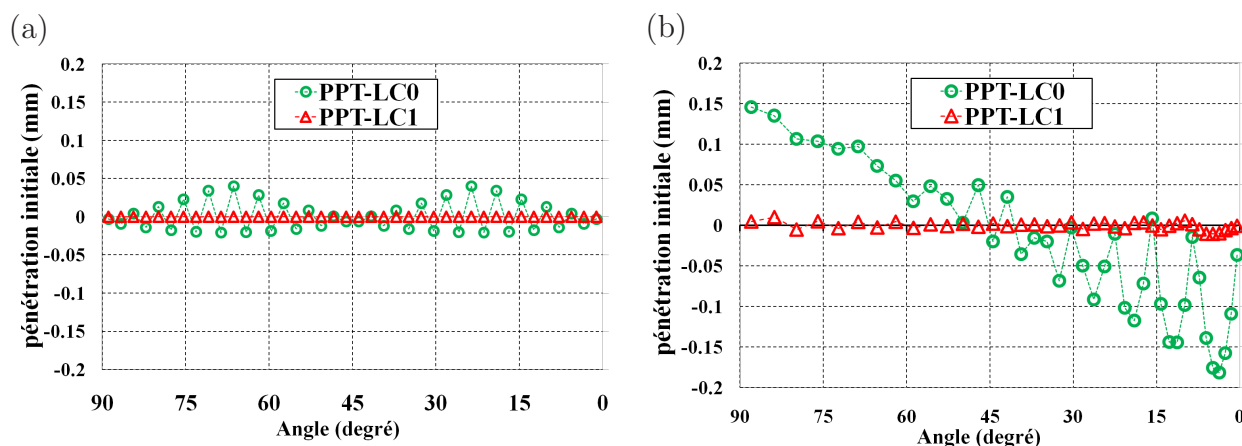 (a)
0.2
0.15
0.1
0.05
0
-0.05
-0.1
-0.15
-0.2
pénétration initiale (mm)
PPT-LC0
PPT-LC1
90 75 60 45 30 15 0
Angle (degré)
(b)
0.2
0.15
0.1
0.05
0
-0.05
-0.1
-0.15
-0.2
pénétration initiale (mm)
PPT-LC0
PPT-LC1
90 75 60 45 30 15 0
Angle (degré)